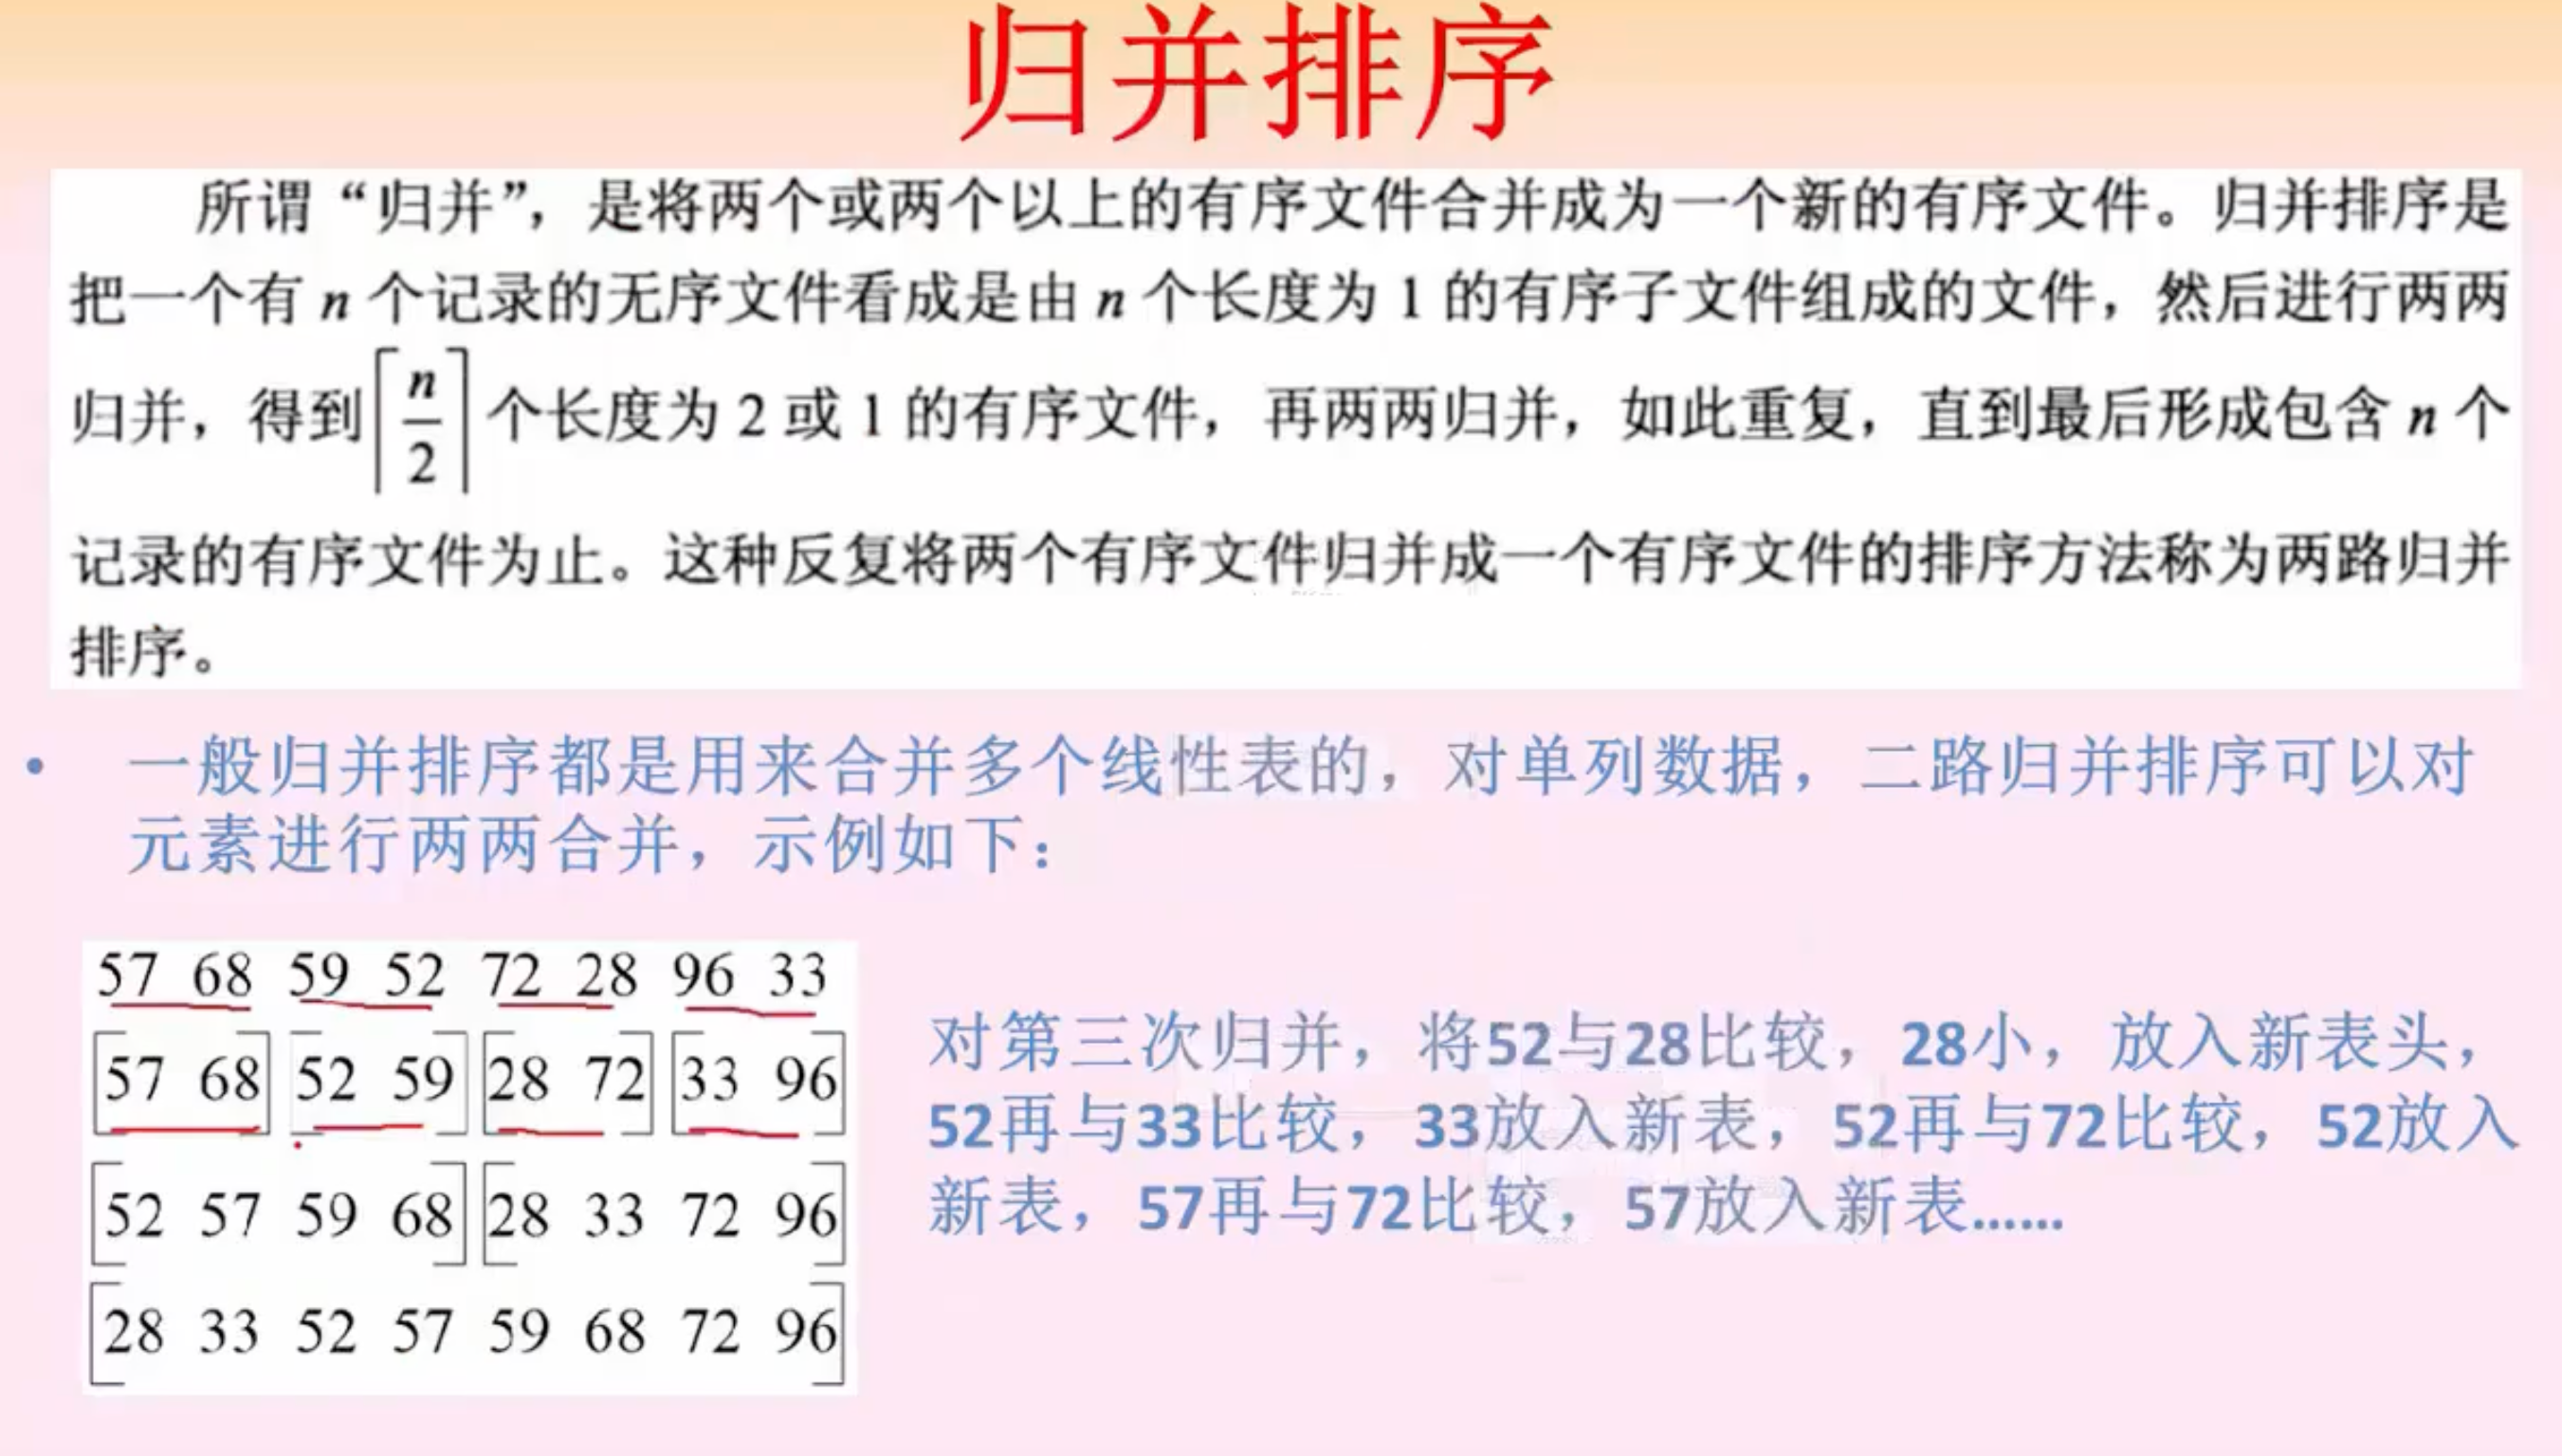 归并排序
所谓“归并”，是将两个或两个以上的有序文件合并成为一个新的有序文件。归并排序是
把一个有 n 个记录的无序文件看成是由 n 个长度为 1 的有序子文件组成的文件，然后进行两两
归并，得到⌈n/2⌉个长度为 2 或 1 的有序文件，再两两归并，如此重复，直到最后形成包含 n 个
记录的有序文件为止。这种反复将两个有序文件归并成一个有序文件的排序方法称为两路归并
排序。
• 一般归并排序都是用来合并多个线性表的，对单列数据，二路归并排序可以对
元素进行两两合并，示例如下：
57 68 59 52 72 28 96 33
[57 68] [52 59] [28 72] [33 96]
[52 57 59 68] [28 33 72 96]
[28 33 52 57 59 68 72 96]
对第三次归并，将52与28比较，28小，放入新表头，
52再与33比较，33放入新表，52再与72比较，52放入
新表，57再与72比较，57放入新表……